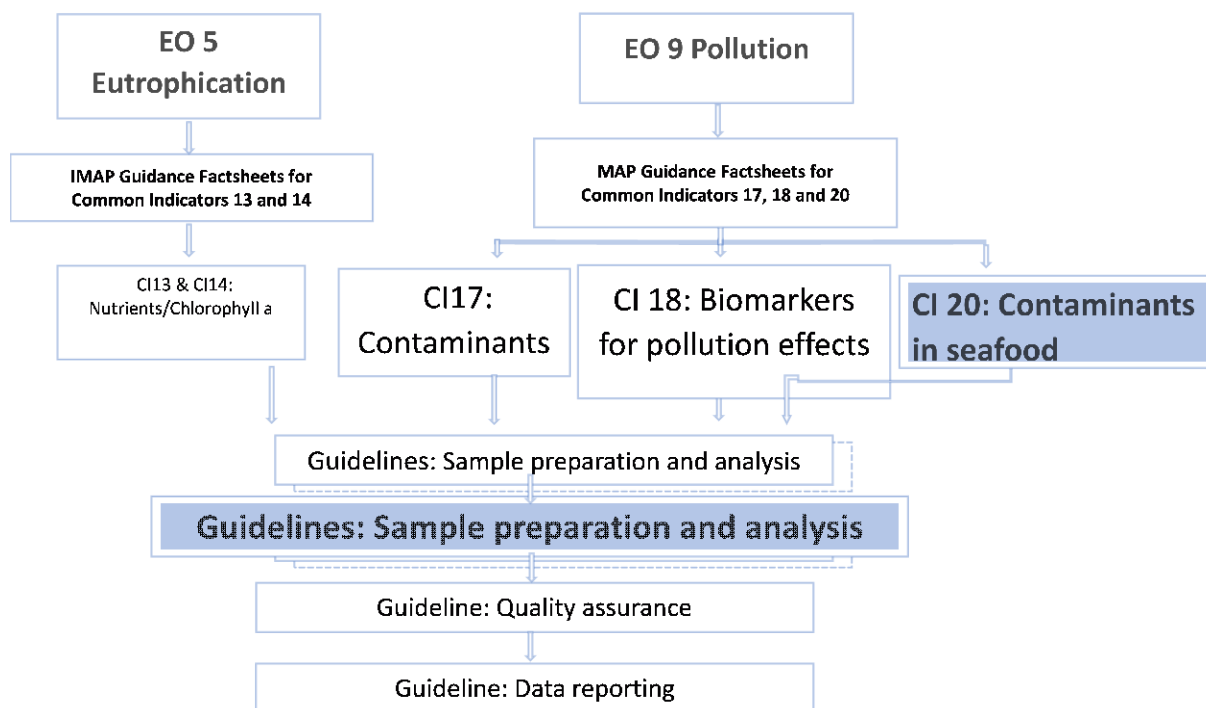 EO 5
Eutrophication
EO 9 Pollution
IMAP Guidance Factsheets for
Common Indicators 13 and 14
MAP Guidance Factsheets for
Common Indicators 17, 18 and 20
CI13 & CI14:
Nutrients/Chlorophyll a
CI17:
Contaminants
CI 18: Biomarkers
for pollution effects
CI 20: Contaminants
in seafood
Guidelines: Sample preparation and analysis
Guidelines: Sample preparation and analysis
Guideline: Quality assurance
Guideline: Data reporting